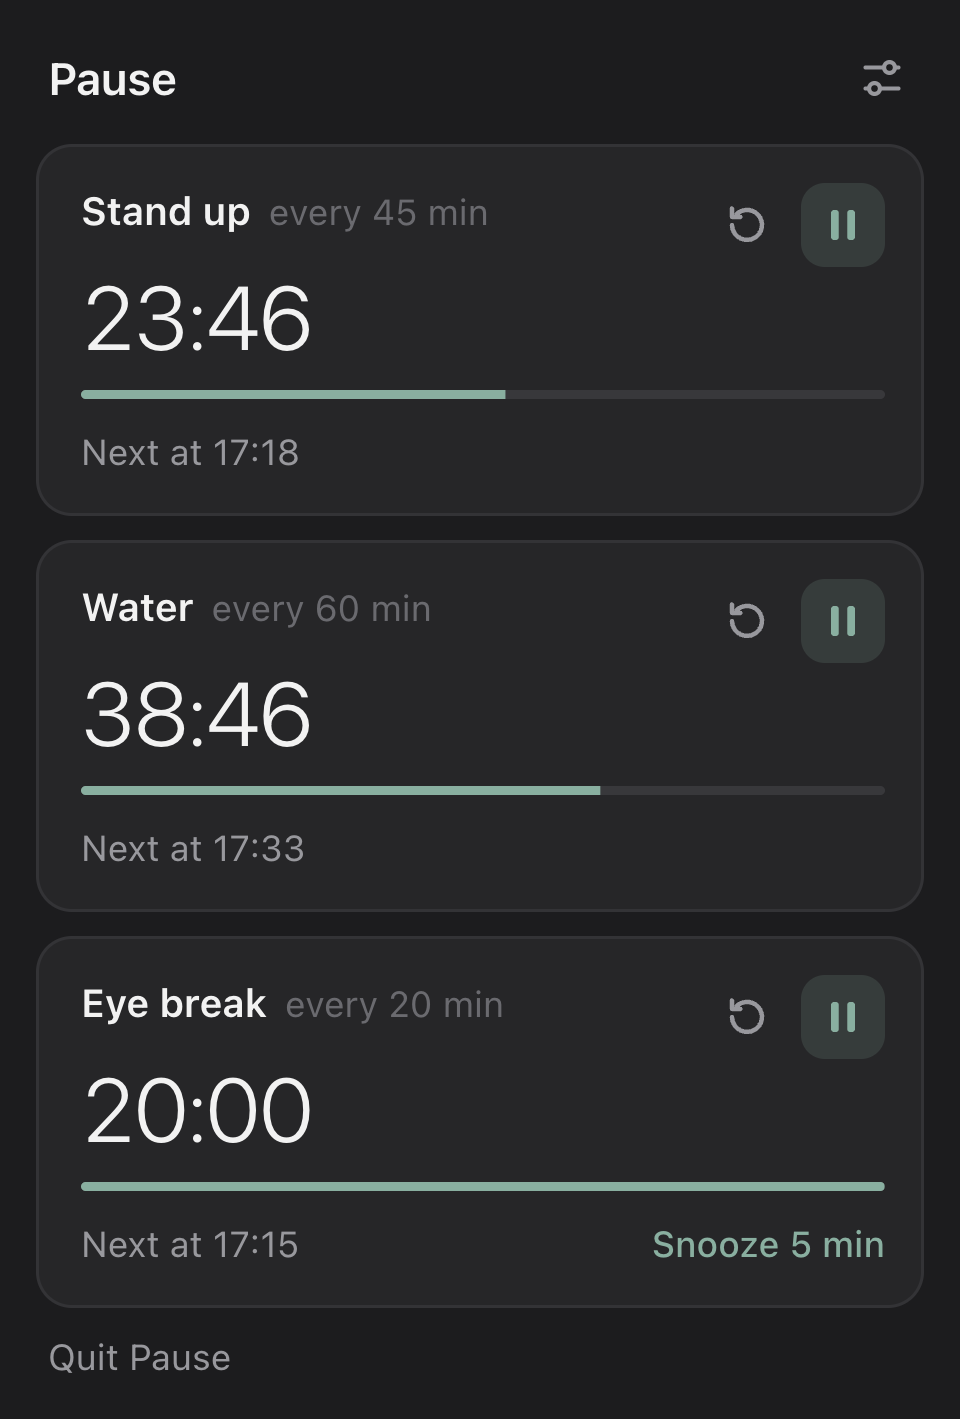 Pause
Stand up every 45 min
23:46
Next at 17:18
Water every 60 min
38:46
Next at 17:33
Eye break every 20 min
20:00
Next at 17:15 Snooze 5 min
Quit Pause